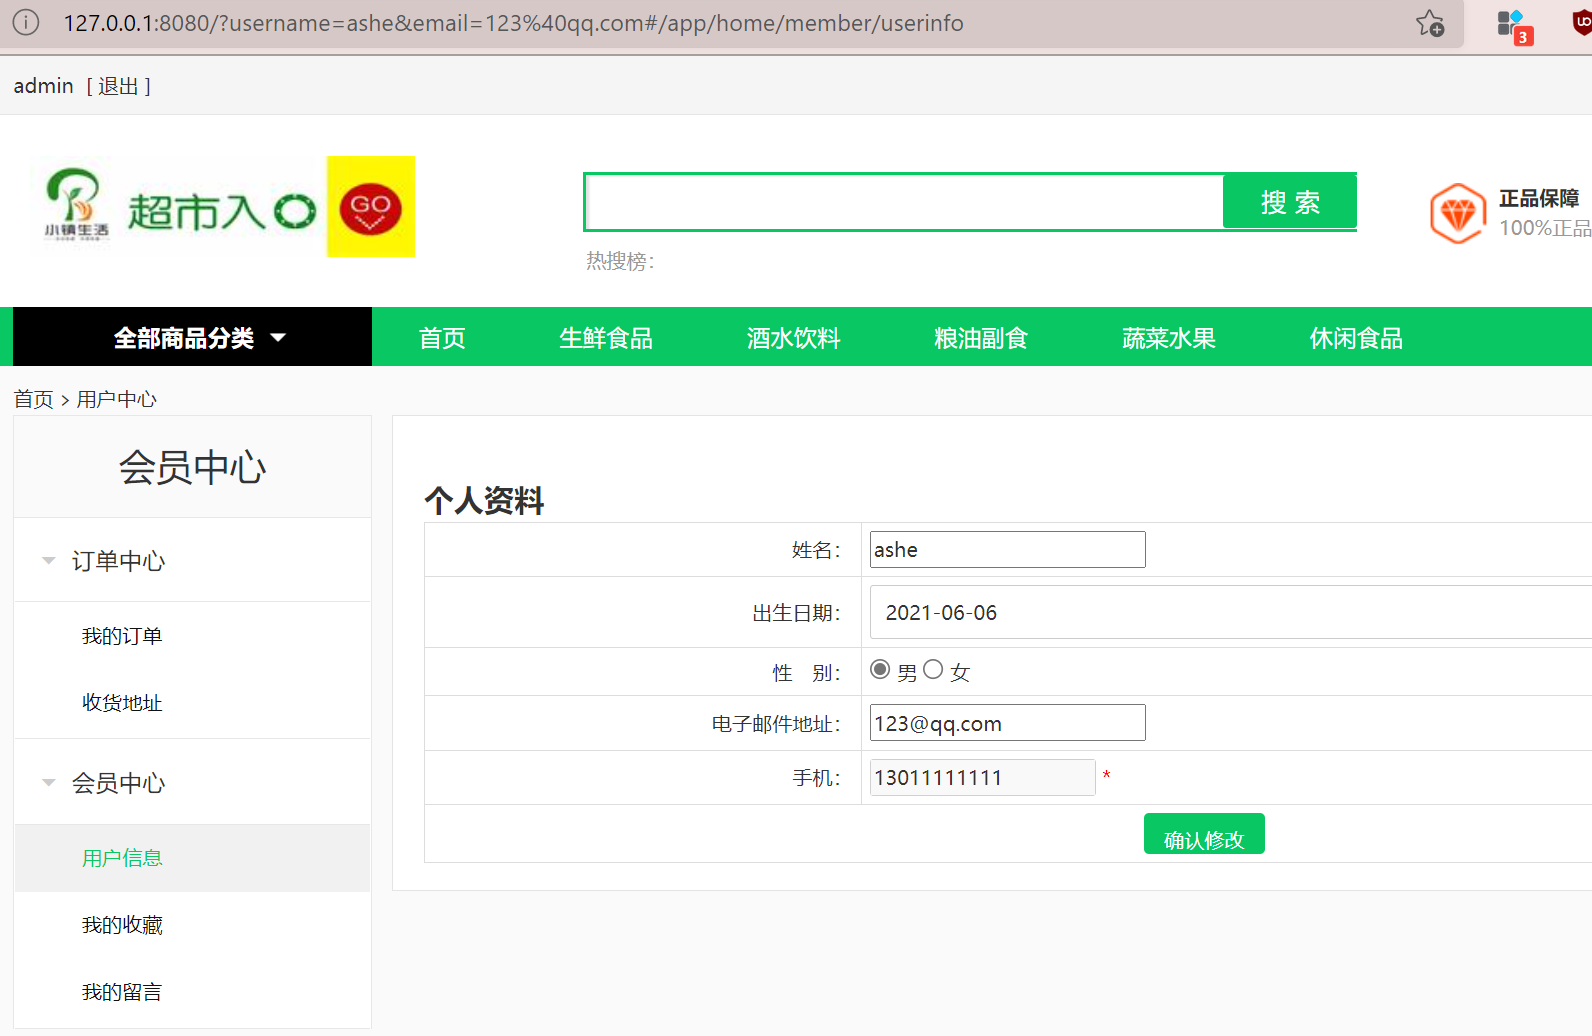 127.0.0.1:8080/?username=ashe&email=123%40qq.com#/app/home/member/userinfo
3
admin [ 退出 ]
小镇生活
超市入口
GO
搜 索
热搜榜：
正品保障
100%正品
全部商品分类
首页 生鲜食品 酒水饮料 粮油副食 蔬菜水果 休闲食品
首页 > 用户中心
会员中心
订单中心
我的订单
收货地址
会员中心
用户信息
我的收藏
我的留言
个人资料
姓名： ashe
出生日期： 2021-06-06
性 别： 男 女
电子邮件地址： 123@qq.com
手机： 13011111111 *
确认修改